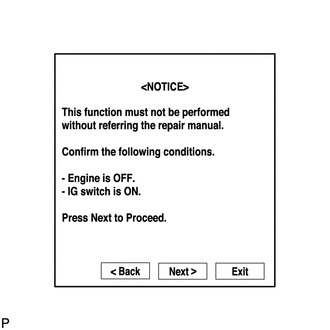 <NOTICE>
This function must not be performed
without referring the repair manual.
Confirm the following conditions.
- Engine is OFF.
- IG switch is ON.
Press Next to Proceed.
< Back
Next >
Exit
P